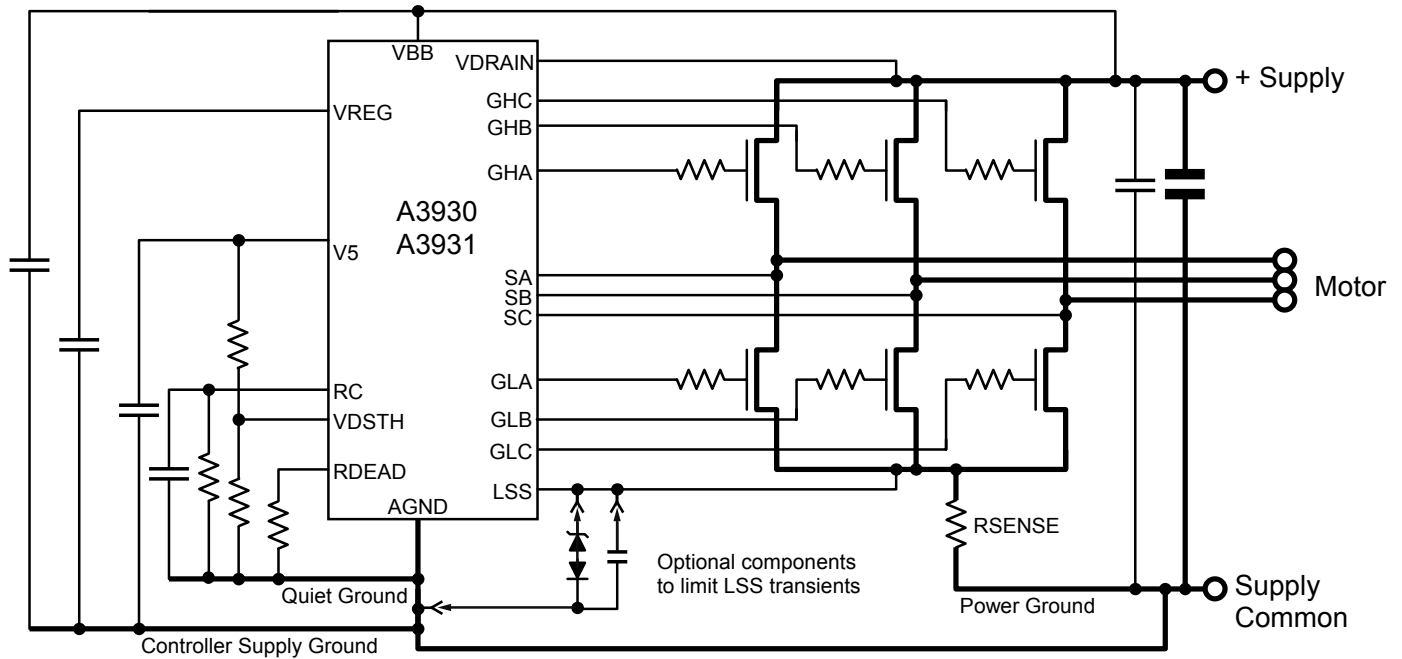 VBB
VDRAIN
+ Supply
GHC
VREG
GHB
GHA
A3930
A3931
V5
SA
SB
SC
Motor
GLA
RC
VDSTH
GLB
GLC
RDEAD
LSS
AGND
RSENSE
Optional components
to limit LSS transients
Quiet Ground
Power Ground
Supply
Common
Controller Supply Ground